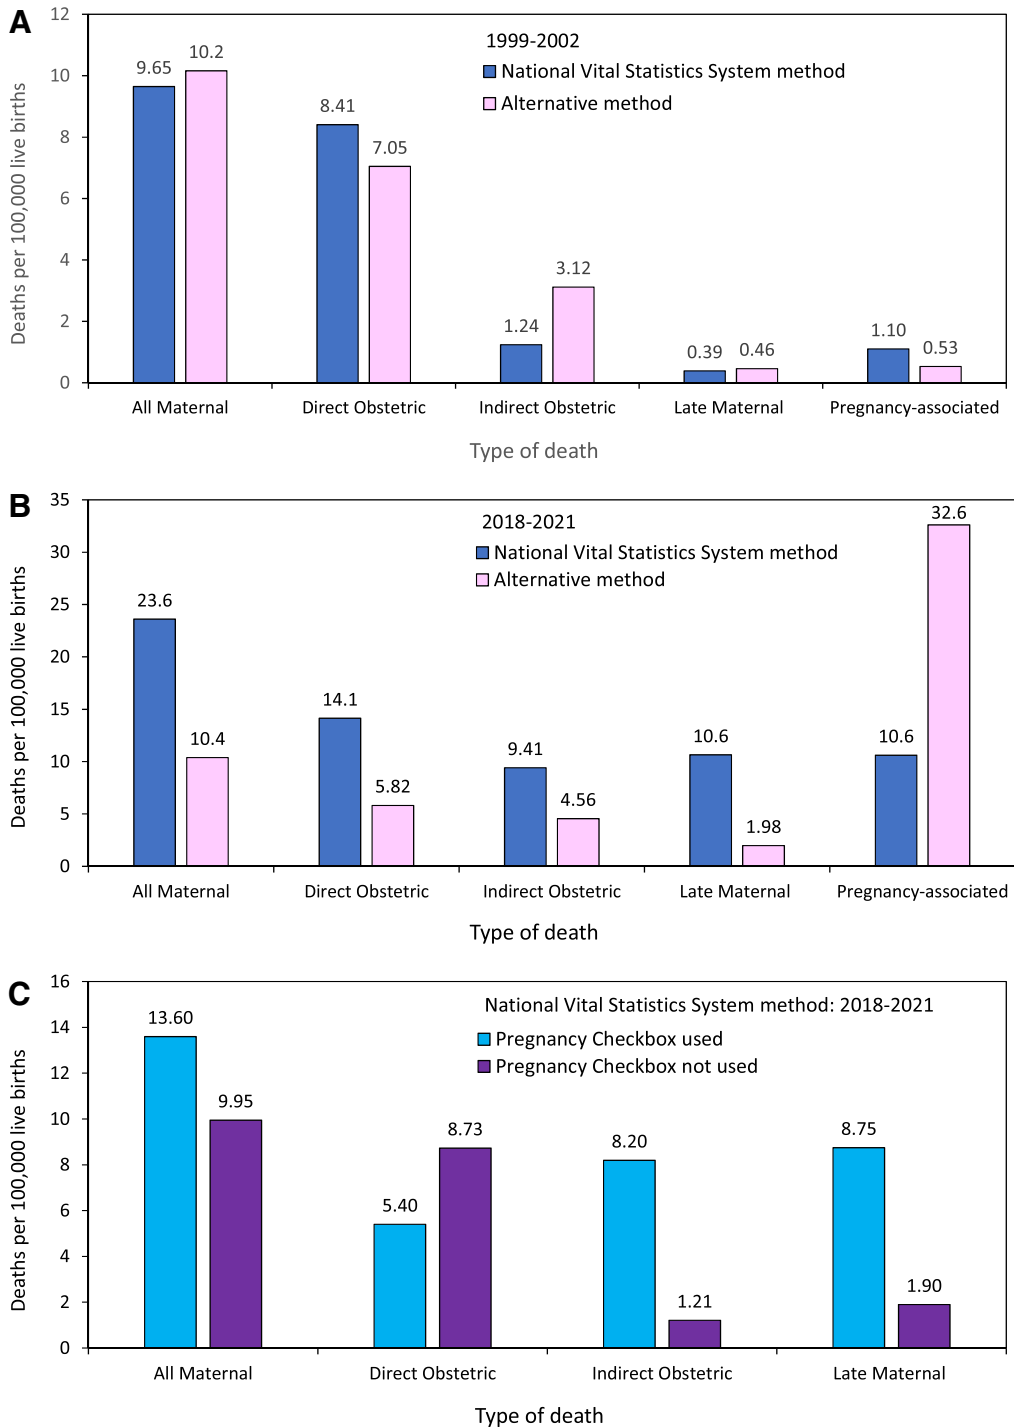 A
Deaths per 100,000 live births
12
10
8
6
4
2
0
1999-2002
National Vital Statistics System method
Alternative method
9.65
10.2
8.41
7.05
1.24
3.12
0.39
0.46
1.10
0.53
All Maternal
Direct Obstetric
Indirect Obstetric
Late Maternal
Pregnancy-associated
Type of death
B
Deaths per 100,000 live births
35
30
25
20
15
10
5
0
2018-2021
National Vital Statistics System method
Alternative method
23.6
10.4
14.1
5.82
9.41
4.56
10.6
1.98
10.6
32.6
All Maternal
Direct Obstetric
Indirect Obstetric
Late Maternal
Pregnancy-associated
Type of death
C
Deaths per 100,000 live births
16
14
12
10
8
6
4
2
0
National Vital Statistics System method: 2018-2021
Pregnancy Checkbox used
Pregnancy Checkbox not used
13.60
9.95
5.40
8.73
8.20
1.21
8.75
1.90
All Maternal
Direct Obstetric
Indirect Obstetric
Late Maternal
Type of death